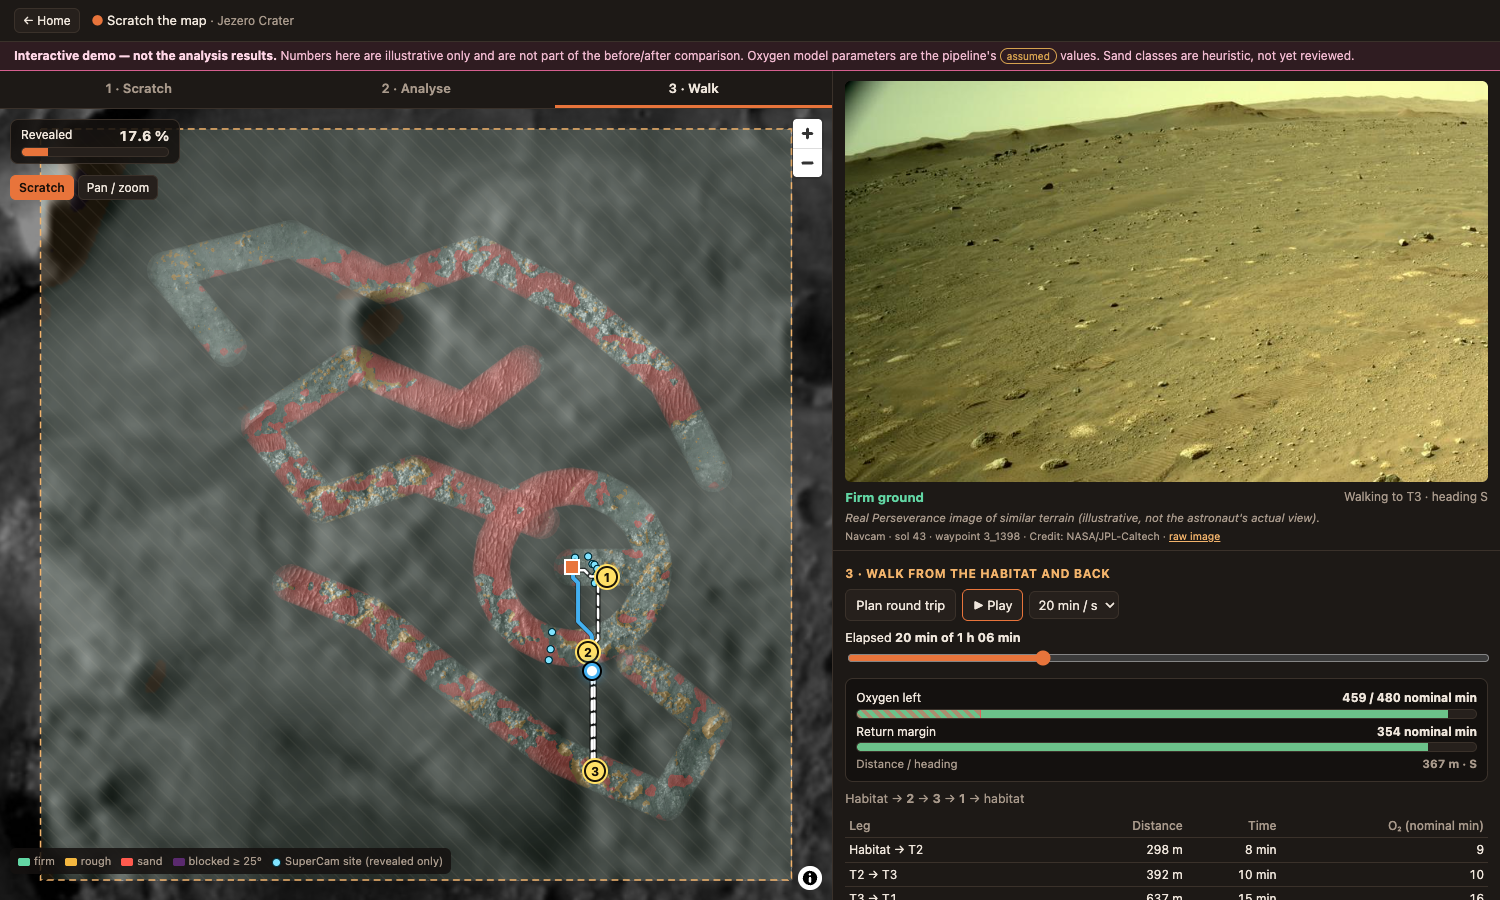 ← Home
Scratch the map · Jezero Crater
Interactive demo — not the analysis results. Numbers here are illustrative only and are not part of the before/after comparison. Oxygen model parameters are the pipeline's assumed values. Sand classes are heuristic, not yet reviewed.
1 · Scratch
2 · Analyse
3 · Walk
Revealed 17.6 %
Scratch
Pan / zoom
+
−
1
2
3
firm
rough
sand
blocked ≥ 25°
SuperCam site (revealed only)
Firm ground
Walking to T3 · heading S
Real Perseverance image of similar terrain (illustrative, not the astronaut's actual view).
Navcam · sol 43 · waypoint 3_1398 · Credit: NASA/JPL-Caltech · raw image
3 · WALK FROM THE HABITAT AND BACK
Plan round trip
▶ Play
20 min / s
Elapsed 20 min of 1 h 06 min
Oxygen left 459 / 480 nominal min
Return margin 354 nominal min
Distance / heading 367 m · S
Habitat → 2 → 3 → 1 → habitat
Leg Distance Time O₂ (nominal min)
Habitat → T2 298 m 8 min 9
T2 → T3 392 m 10 min 10
T3 → T1 637 m 15 min 16